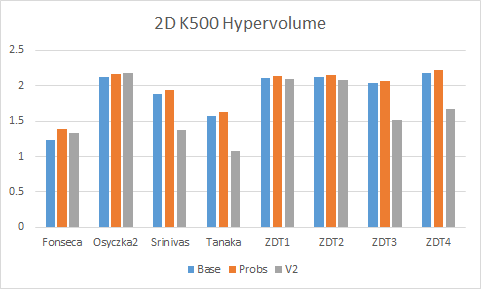 2D K500 Hypervolume
2.5
2
1.5
1
0.5
0
Fonseca Osyczka2 Srinivas Tanaka ZDT1 ZDT2 ZDT3 ZDT4
Base Probs V2